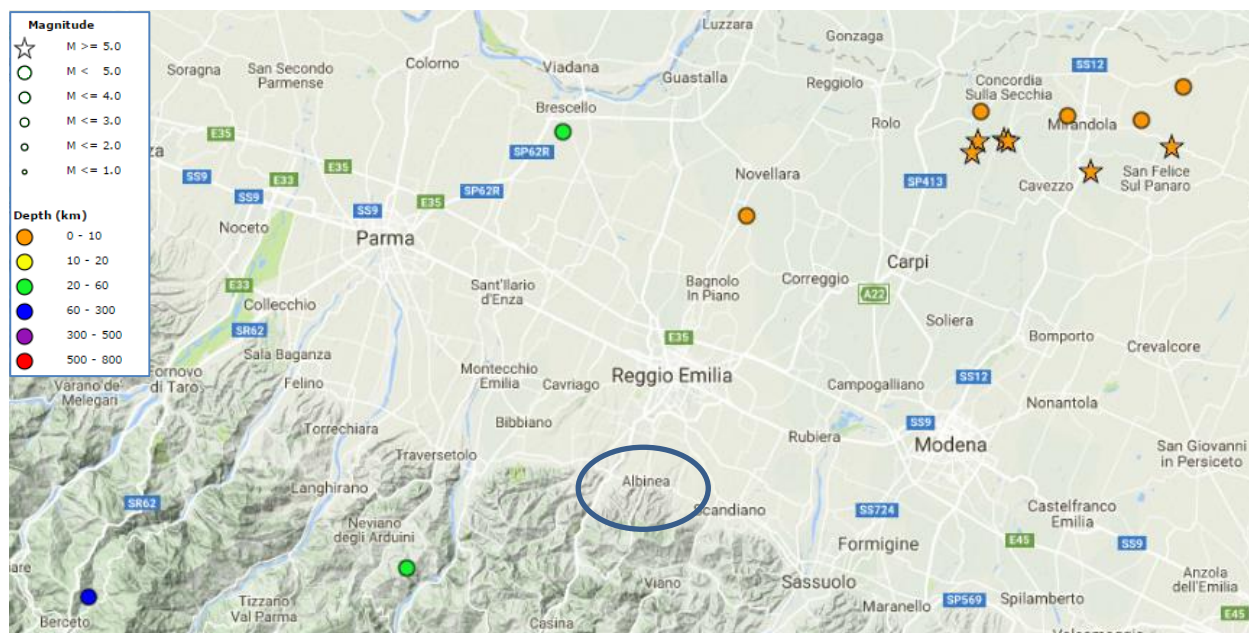 Magnitude
M >= 5.0
M < 5.0
M <= 4.0
M <= 3.0
M <= 2.0
M <= 1.0
Depth (km)
0 - 10
10 - 20
20 - 60
60 - 300
300 - 500
500 - 800
Luzzara
Gonzaga
Soragna
San Secondo
Parmense
Colorno
Viadana
Guastalla
Reggiolo
SS12
Concordia
Sulla Secchia
Brescello
Rolo
Mirandola
E35
za
SP62R
E35
SS9
E33
SP62R
Novellara
SP413
Cavezzo
San Felice
Sul Panaro
SS9
E35
SS9
Noceto
Parma
Carpi
E33
Collecchio
Sant'Ilario
d'Enza
Bagnolo
In Piano
Correggio
A22
SR62
Soliera
E35
Bomporto
Crevalcore
Sala Baganza
Fornovo
di Taro
Varano de'
Melegari
Felino
Montecchio
Emilia
Cavriago
Reggio Emilia
Campogalliano
SS12
Nonantola
Bibbiano
Torrechiara
Rubiera
SS9
Modena
San Giovanni
in Persiceto
Traversetolo
Langhirano
Albinea
SR62
Scandiano
SS724
Castelfranco
Emilia
Neviano
degli Arduini
Formigine
E45
SS9
Viano
Sassuolo
Anzola
dell'Emilia
Tizzano
Val Parma
Berceto
Casina
Maranello
SP569
Spilamberto
E45